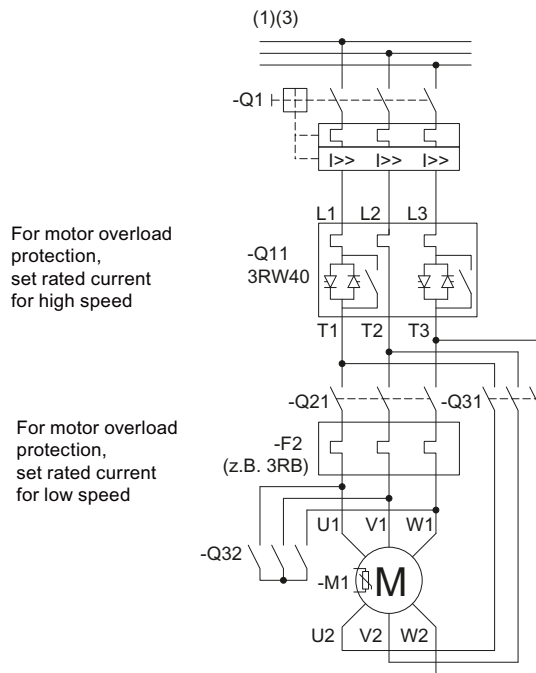 (1)(3)
-Q1
I>> I>> I>>
L1 L2 L3
For motor overload
protection,
set rated current
for high speed
-Q11
3RW40
T1 T2 T3
-Q21
-Q31
For motor overload
protection,
set rated current
for low speed
-F2
(z.B. 3RB)
U1 V1 W1
-Q32
-M1
M
U2 V2 W2